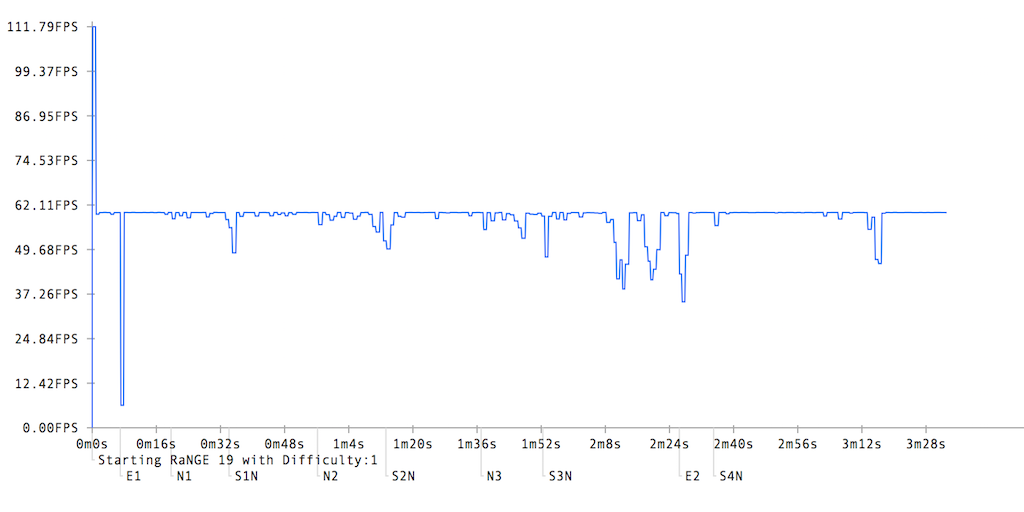 111.79FPS
99.37FPS
86.95FPS
74.53FPS
62.11FPS
49.68FPS
37.26FPS
24.84FPS
12.42FPS
0.00FPS
0m0s 0m16s 0m32s 0m48s 1m4s 1m20s 1m36s 1m52s 2m8s 2m24s 2m40s 2m56s 3m12s 3m28s
Starting RaNGE 19 with Difficulty:1
E1 N1 S1N N2 S2N N3 S3N E2 S4N